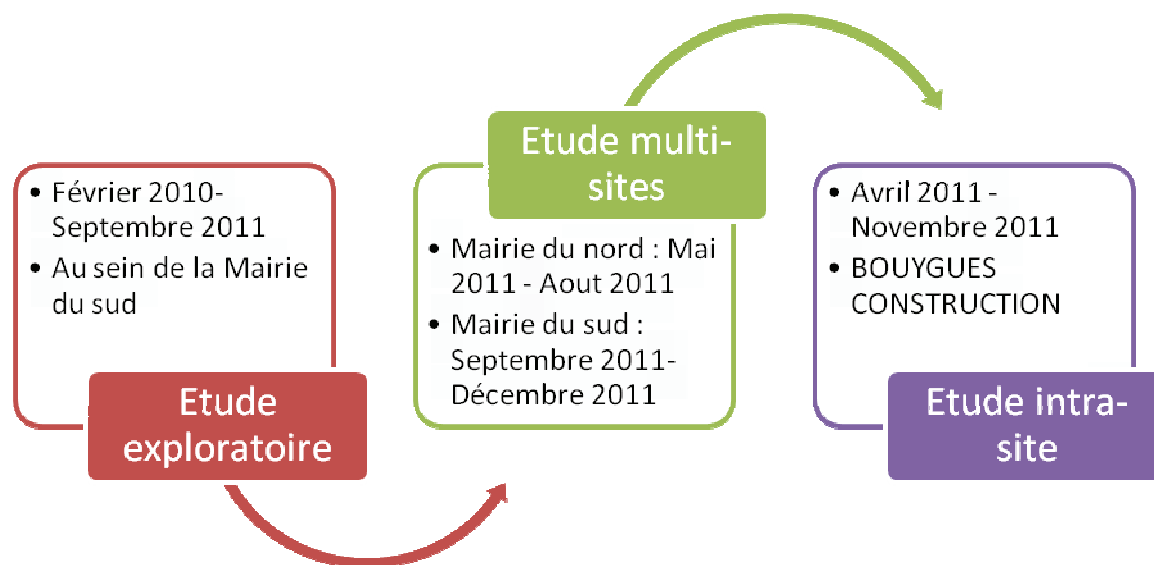 • Février 2010-
Septembre 2011
• Au sein de la Mairie
du sud
Etude
exploratoire
Etude multi-
sites
• Mairie du nord : Mai
2011 - Aout 2011
• Mairie du sud :
Septembre 2011-
Décembre 2011
• Avril 2011 -
Novembre 2011
• BOUYGUES
CONSTRUCTION
Etude intra-
site